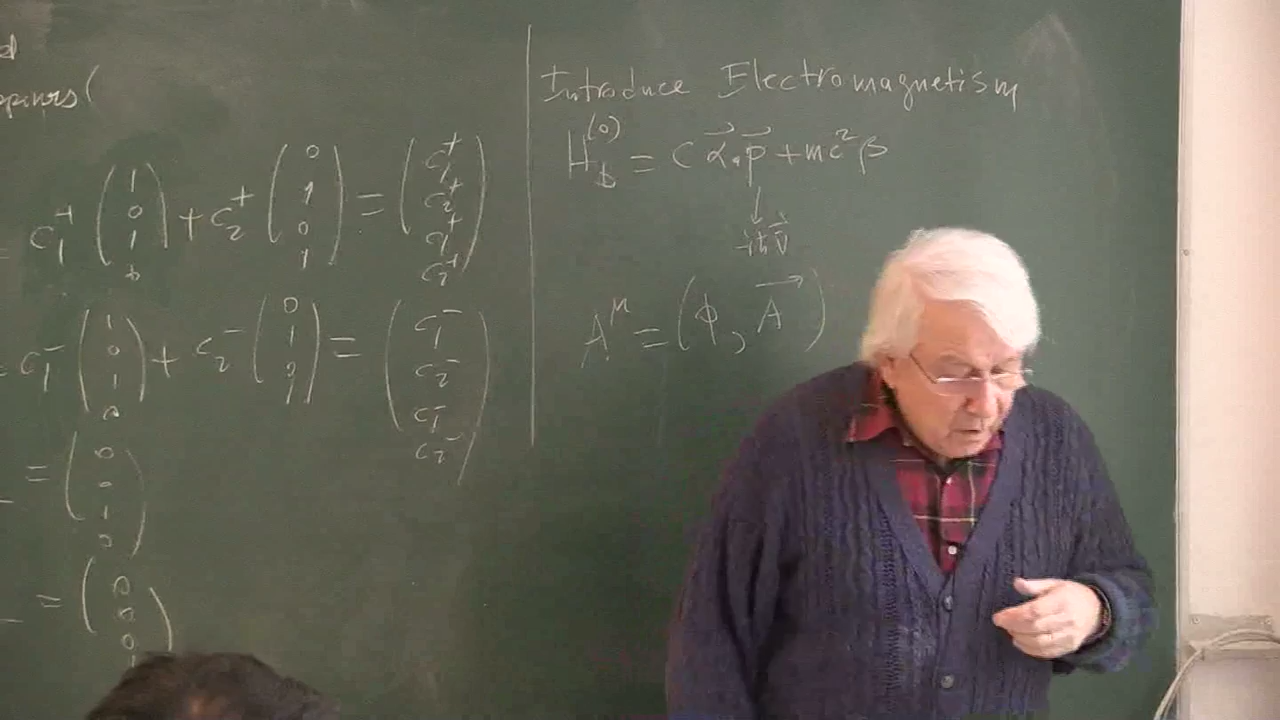 d
spinors(
= C₁⁺ (1 0 1 0) + C₂⁺ (0 1 0 1) = (C₁⁺ C₂⁺ C₁⁺ C₂⁺)
= C₁⁻ (1 0 1 0) + C₂⁻ (0 1 0 1) = (C₁⁻ C₂⁻ C₁⁻ C₂⁻)
= (0 0 1 0)
= (0 0 0 1
Introduce Electromagnetism
H_D^(0) = c α⃗·p⃗ + mc²β
↓
-iħ∇⃗
A^μ = (φ, A⃗)